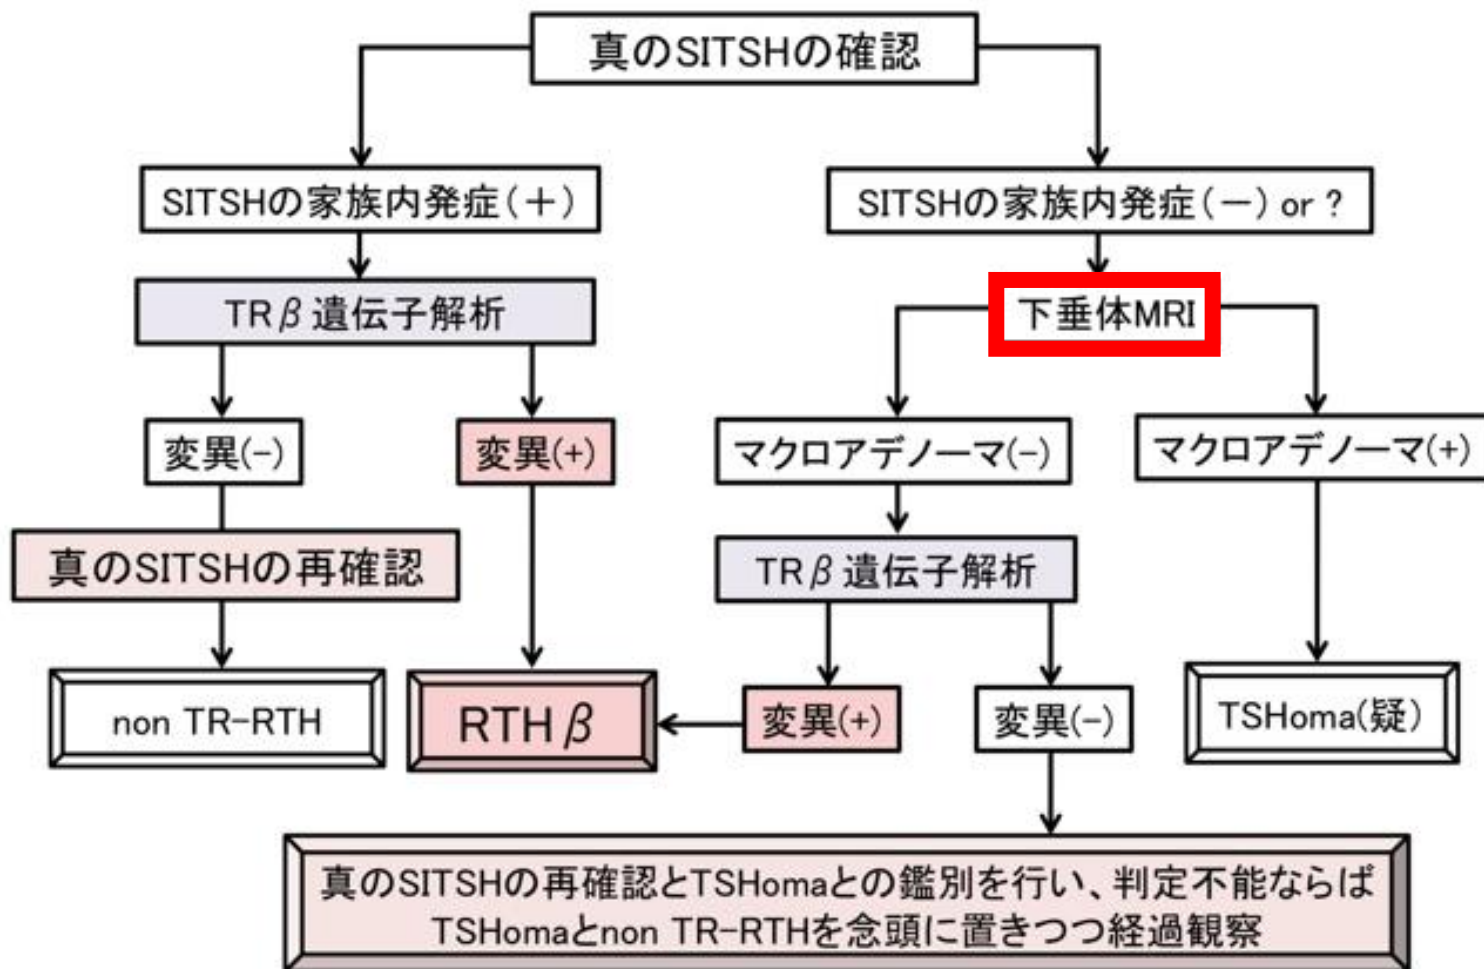 真のSITSHの確認
SITSHの家族内発症(＋)
SITSHの家族内発症(－) or ?
TRβ遺伝子解析
下垂体MRI
変異(-)
変異(+)
マクロアデノーマ(-)
マクロアデノーマ(+)
真のSITSHの再確認
TRβ遺伝子解析
non TR-RTH
RTHβ
変異(+)
変異(-)
TSHoma(疑)
真のSITSHの再確認とTSHomaとの鑑別を行い、判定不能ならば
TSHomaとnon TR-RTHを念頭に置きつつ経過観察